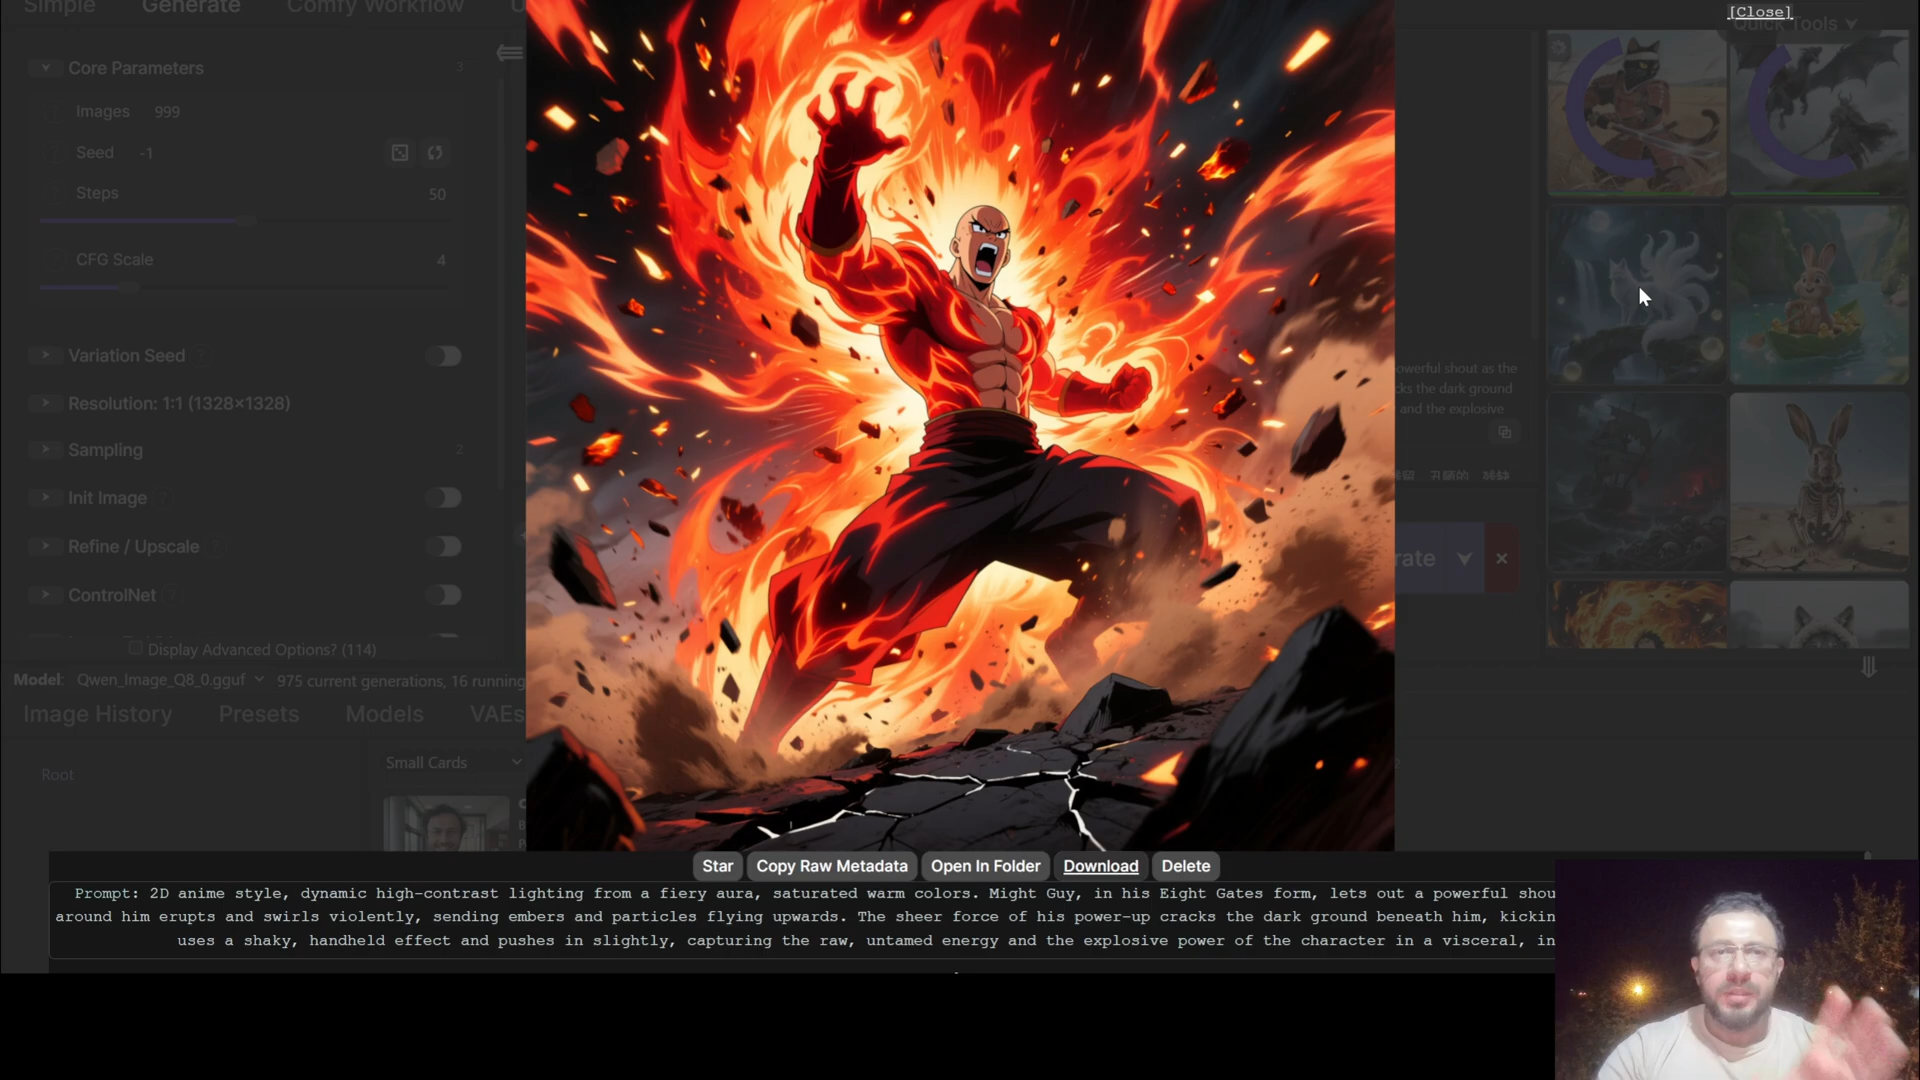 Simple Generate Comfy Workflow
[Close]
Quick Tools
Core Parameters 3
Images 999
Seed -1
Steps 50
CFG Scale 4
Variation Seed ?
Resolution: 1:1 (1328×1328)
Sampling 2
Init Image ?
Refine / Upscale ?
ControlNet ?
Display Advanced Options? (114)
Model: Qwen_Image_Q8_0.gguf 975 current generations, 16 running
Image History Presets Models VAEs
Root
Small Cards
owerful shout as the
cks the dark ground
and the explosive
rate
Star Copy Raw Metadata Open In Folder Download Delete
Prompt: 2D anime style, dynamic high-contrast lighting from a fiery aura, saturated warm colors. Might Guy, in his Eight Gates form, lets out a powerful shou
around him erupts and swirls violently, sending embers and particles flying upwards. The sheer force of his power-up cracks the dark ground beneath him, kickin
uses a shaky, handheld effect and pushes in slightly, capturing the raw, untamed energy and the explosive power of the character in a visceral, in